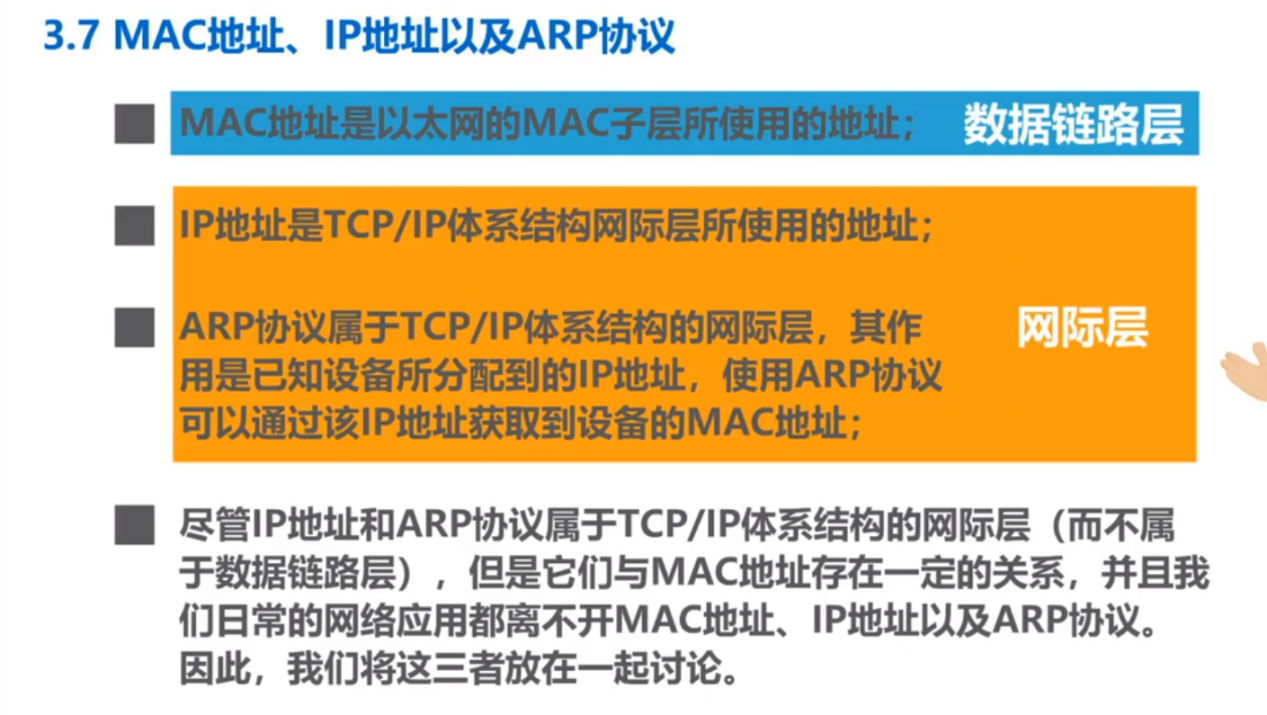 3.7 MAC地址、IP地址以及ARP协议
MAC地址是以太网的MAC子层所使用的地址； 数据链路层
IP地址是TCP/IP体系结构网际层所使用的地址；
ARP协议属于TCP/IP体系结构的网际层，其作 网际层
用是已知设备所分配到的IP地址，使用ARP协议
可以通过该IP地址获取到设备的MAC地址；
尽管IP地址和ARP协议属于TCP/IP体系结构的网际层（而不属
于数据链路层），但是它们与MAC地址存在一定的关系，并且我
们日常的网络应用都离不开MAC地址、IP地址以及ARP协议。
因此，我们将这三者放在一起讨论。